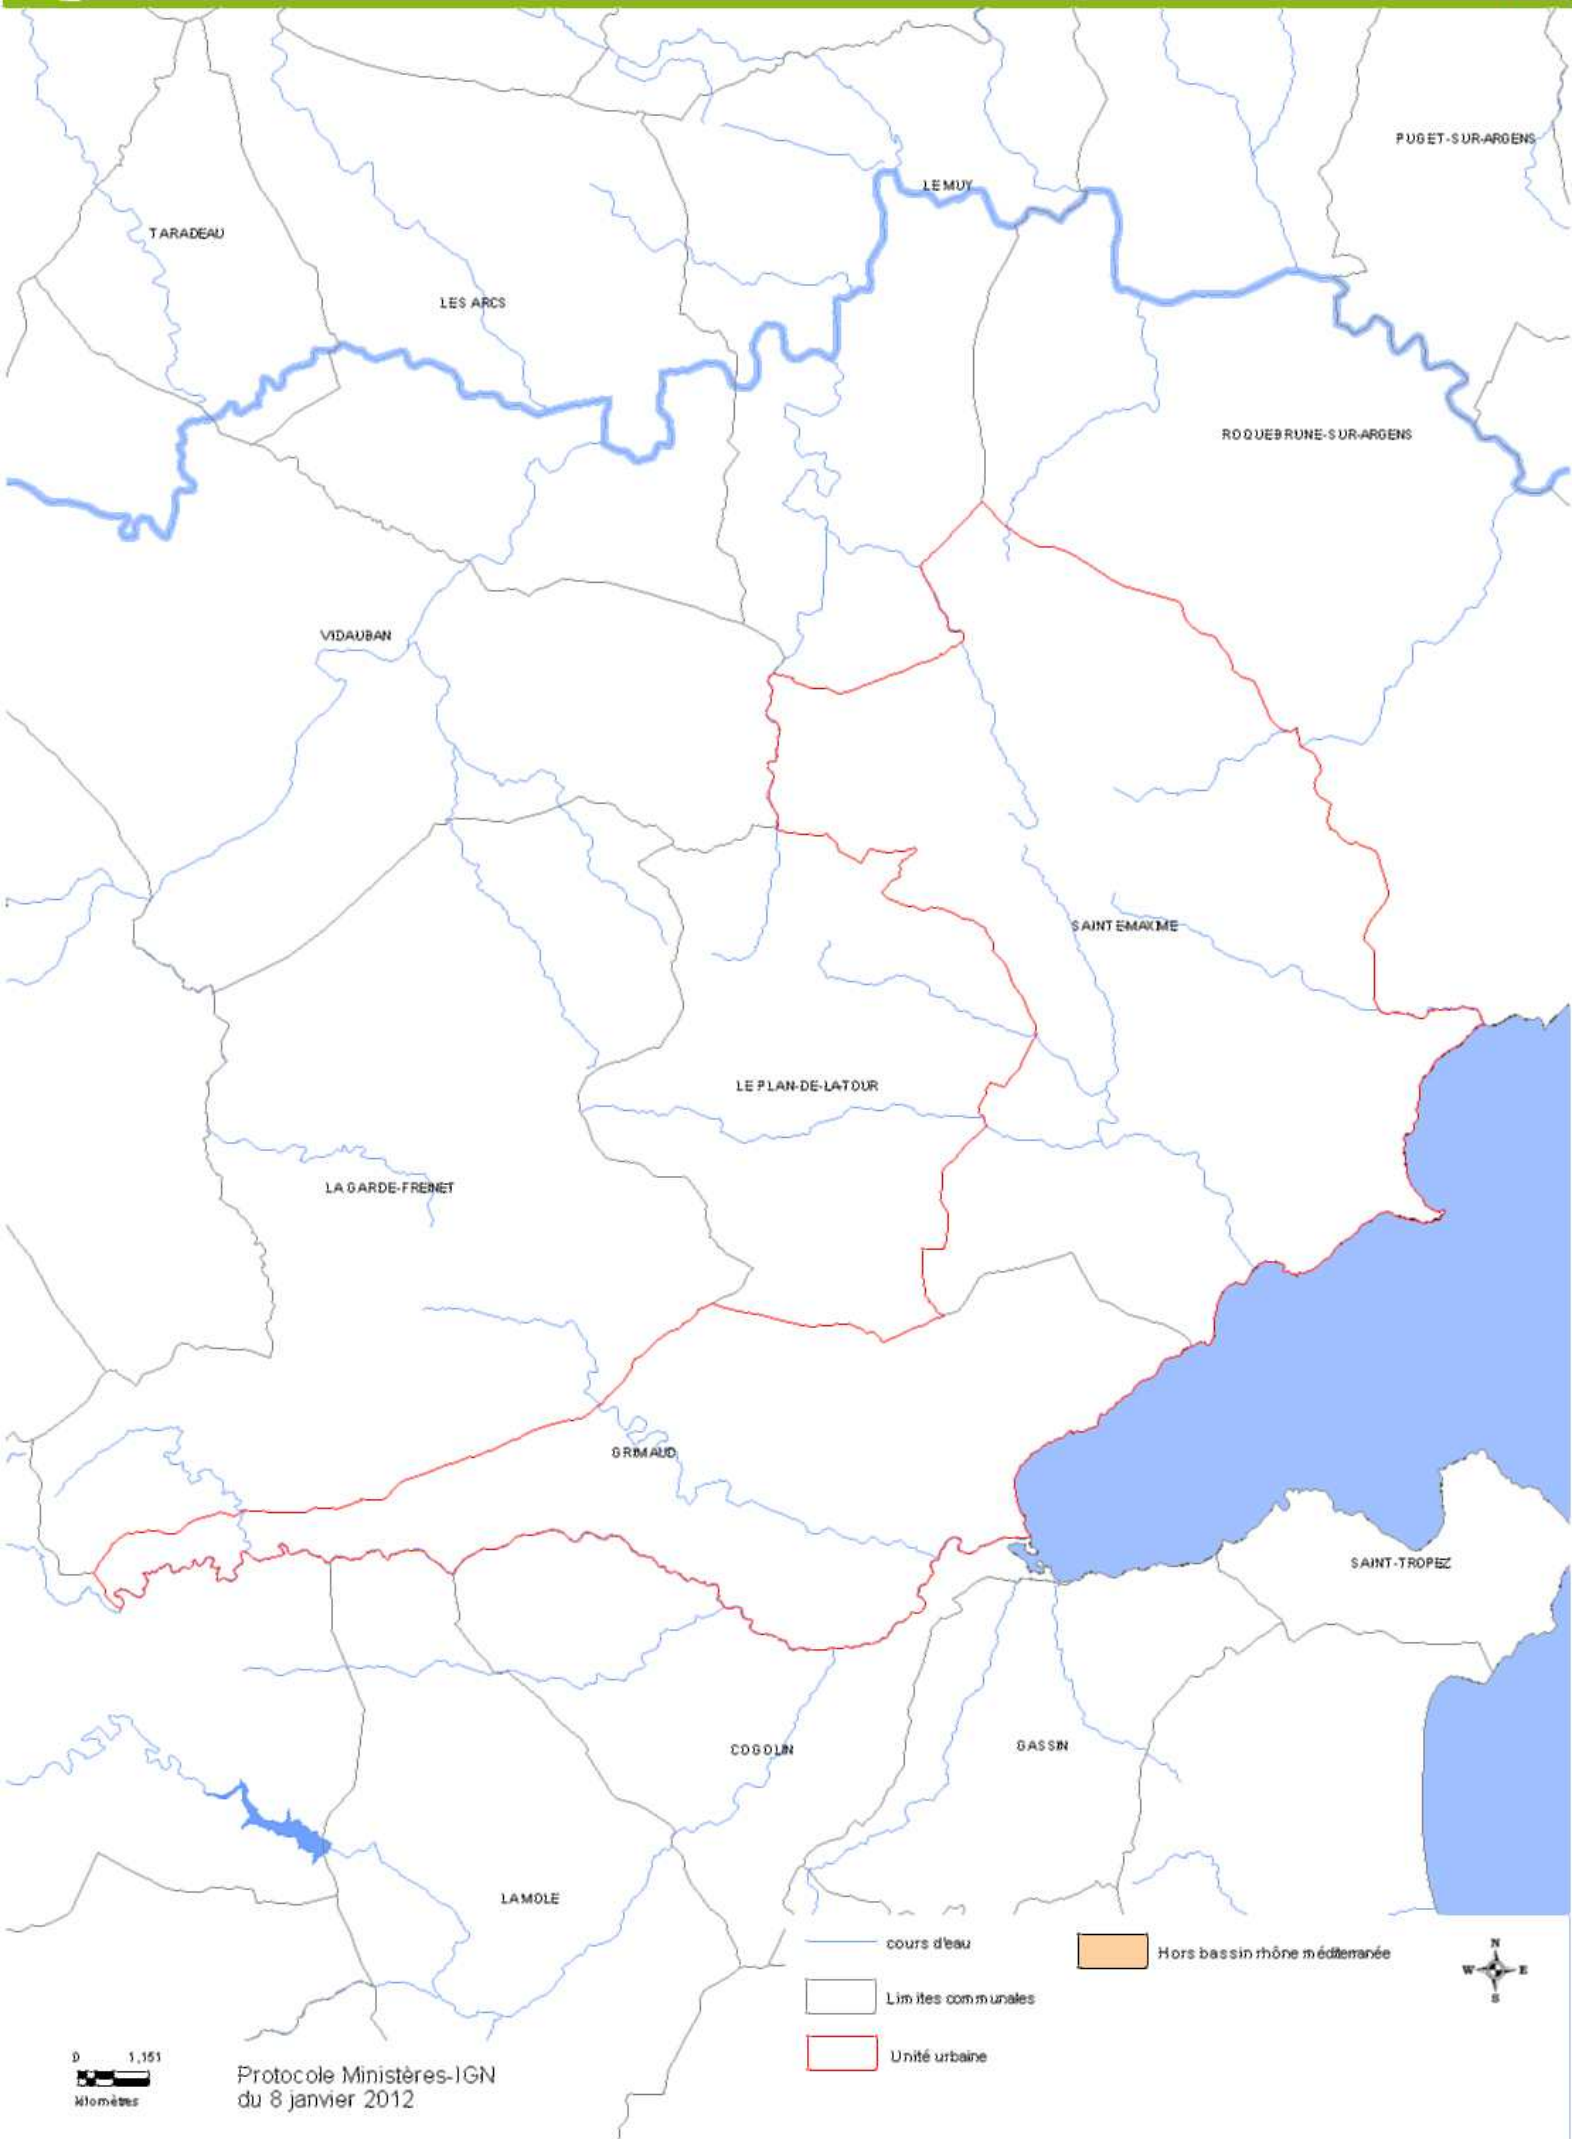 PUGET-SUR-ARGENS
LE MUY
TARADEAU
LES ARCS
ROQUEBRUNE-SUR-ARGENS
VIDAUBAN
SAINTE-MAXIME
LE PLAN-DE-LA-TOUR
LA GARDE-FREINET
GRIMAUD
SAINT-TROPEZ
COGOLIN
GASSIN
LA MOLE
cours d'eau
Hors bassin rhône méditerranée
Limites communales
Unité urbaine
N
W E
S
0 1,151
kilomètres
Protocole Ministères-IGN
du 8 janvier 2012